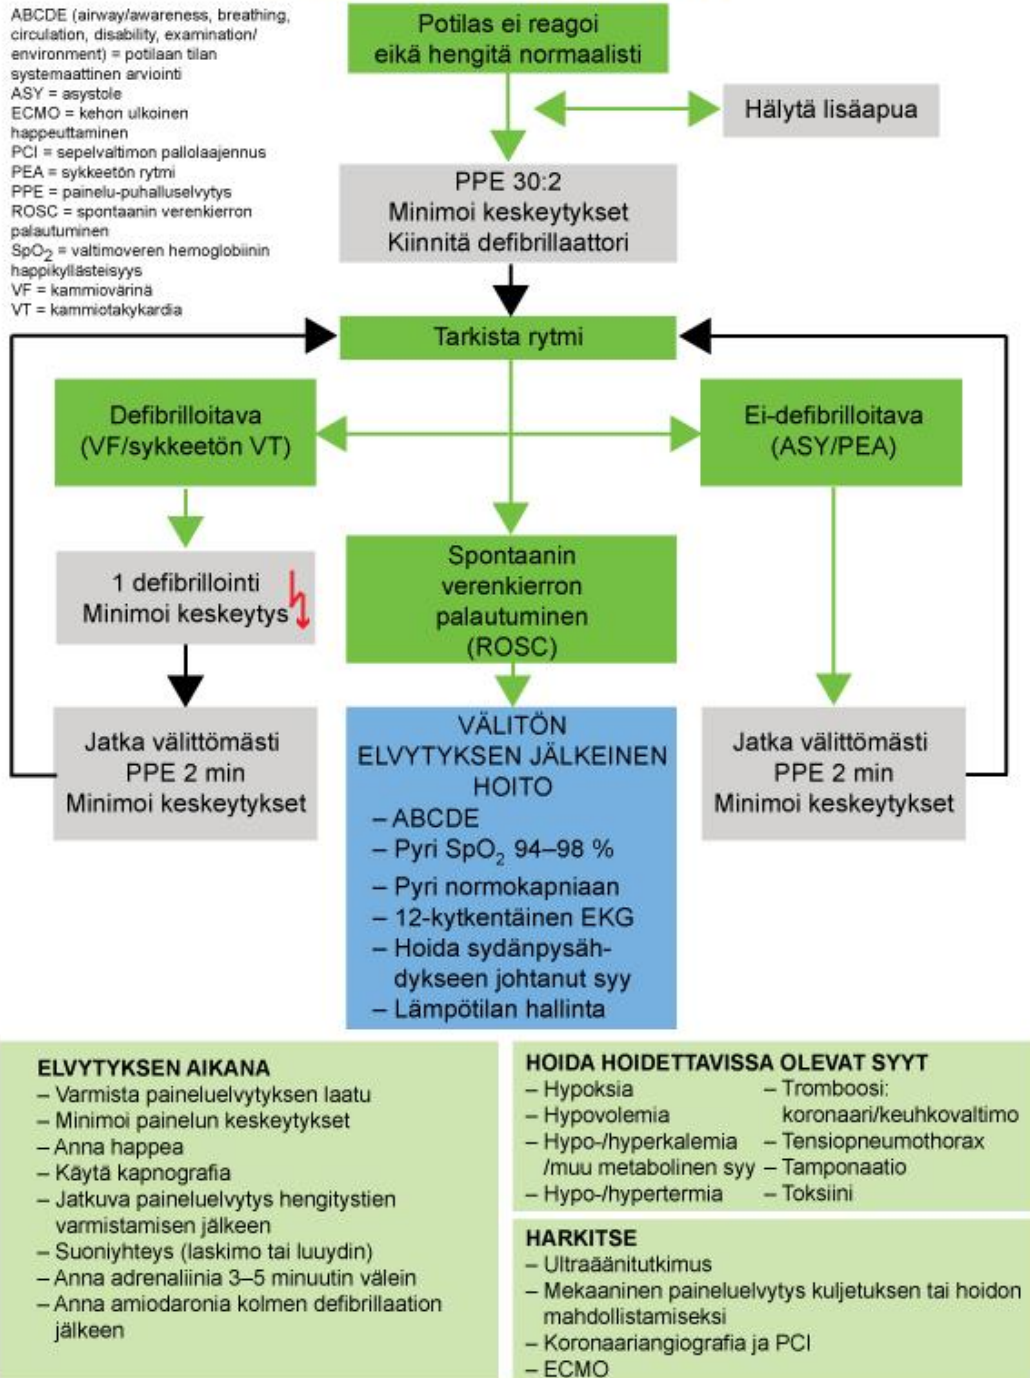 ABCDE (airway/awareness, breathing,
circulation, disability, examination/
environment) = potilaan tilan
systemaattinen arviointi
ASY = asystole
ECMO = kehon ulkoinen
happeuttaminen
PCI = sepelvaltimon pallolaajennus
PEA = sykkeetön rytmi
PPE = painelu-puhalluselvytys
ROSC = spontaanin verenkierron
palautuminen
SpO2 = valtimoveren hemoglobiinin
happikyllästeisyys
VF = kammiovärinä
VT = kammiotakykardia
Potilas ei reagoi
eikä hengitä normaalisti
Hälytä lisäapua
PPE 30:2
Minimoi keskeytykset
Kiinnitä defibrillaattori
Tarkista rytmi
Defibrilloitava
(VF/sykkeetön VT)
Ei-defibrilloitava
(ASY/PEA)
1 defibrillointi
Minimoi keskeytys
Spontaanin
verenkierron
palautuminen
(ROSC)
Jatka välittömästi
PPE 2 min
Minimoi keskeytykset
VÄLITÖN
ELVYTYKSEN JÄLKEINEN
HOITO
– ABCDE
– Pyri SpO2 94–98 %
– Pyri normokapniaan
– 12-kytkentäinen EKG
– Hoida sydänpysäh-
dykseen johtanut syy
– Lämpötilan hallinta
Jatka välittömästi
PPE 2 min
Minimoi keskeytykset
ELVYTYKSEN AIKANA
– Varmista paineluelvytyksen laatu
– Minimoi painelun keskeytykset
– Anna happea
– Käytä kapnografia
– Jatkuva paineluelvytys hengitystien
varmistamisen jälkeen
– Suoniyhteys (laskimo tai luuydin)
– Anna adrenaliinia 3–5 minuutin välein
– Anna amiodaronia kolmen defibrillaation
jälkeen
HOIDA HOIDETTAVISSA OLEVAT SYYT
– Hypoksia
– Hypovolemia
– Hypo-/hyperkalemia
/muu metabolinen syy
– Hypo-/hypertermia
– Tromboosi:
koronaari/keuhkovaltimo
– Tensiopneumothorax
– Tamponaatio
– Toksiini
HARKITSE
– Ultraäänitutkimus
– Mekaaninen paineluelvytys kuljetuksen tai hoidon
mahdollistamiseksi
– Koronaariangiografia ja PCI
– ECMO